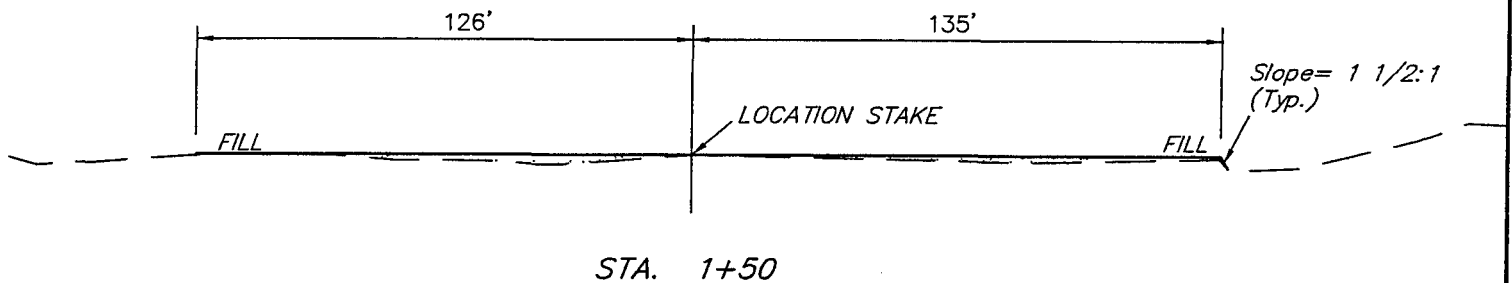 126' 135'
Slope= 1 1/2:1
(Typ.)
LOCATION STAKE
FILL FILL
STA. 1+50